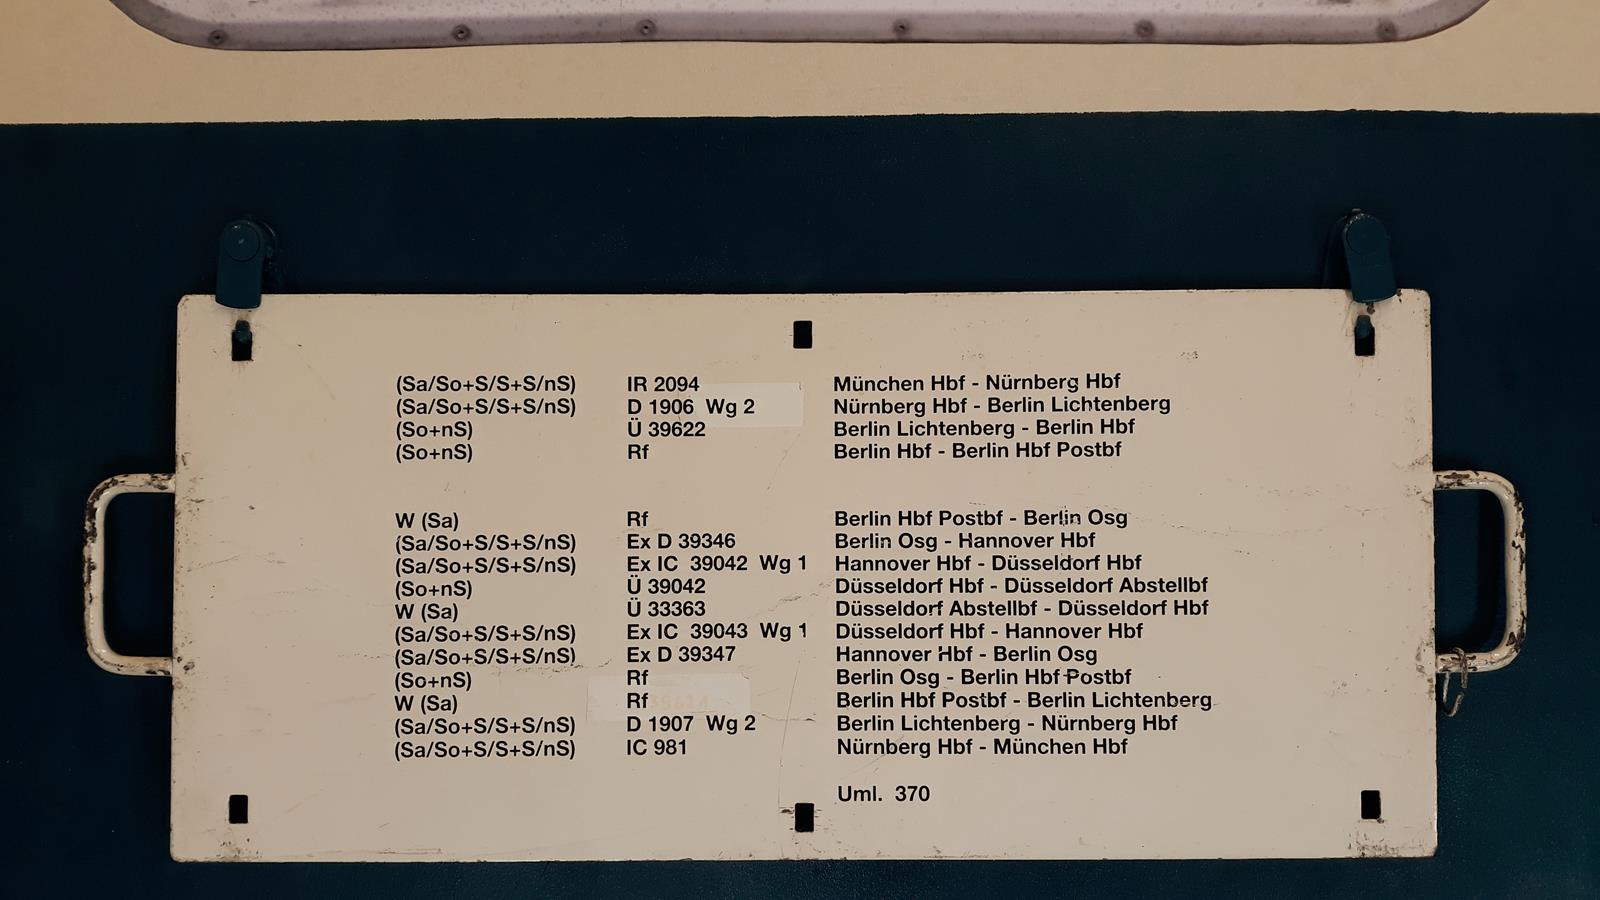 (Sa/So+S/S+S/nS) IR 2094 München Hbf - Nürnberg Hbf
(Sa/So+S/S+S/nS) D 1906 Wg 2 Nürnberg Hbf - Berlin Lichtenberg
(So+nS) Ü 39622 Berlin Lichtenberg - Berlin Hbf
(So+nS) Rf Berlin Hbf - Berlin Hbf Postbf
W (Sa) Rf Berlin Hbf Postbf - Berlin Osg
(Sa/So+S/S+S/nS) Ex D 39346 Berlin Osg - Hannover Hbf
(Sa/So+S/S+S/nS) Ex IC 39042 Wg 1 Hannover Hbf - Düsseldorf Hbf
(So+nS) Ü 39042 Düsseldorf Hbf - Düsseldorf Abstellbf
W (Sa) Ü 33363 Düsseldorf Abstellbf - Düsseldorf Hbf
(Sa/So+S/S+S/nS) Ex IC 39043 Wg 1 Düsseldorf Hbf - Hannover Hbf
(Sa/So+S/S+S/nS) Ex D 39347 Hannover Hbf - Berlin Osg
(So+nS) Rf Berlin Osg - Berlin Hbf Postbf
W (Sa) Rf Berlin Hbf Postbf - Berlin Lichtenberg
(Sa/So+S/S+S/nS) D 1907 Wg 2 Berlin Lichtenberg - Nürnberg Hbf
(Sa/So+S/S+S/nS) IC 981 Nürnberg Hbf - München Hbf
Uml. 370